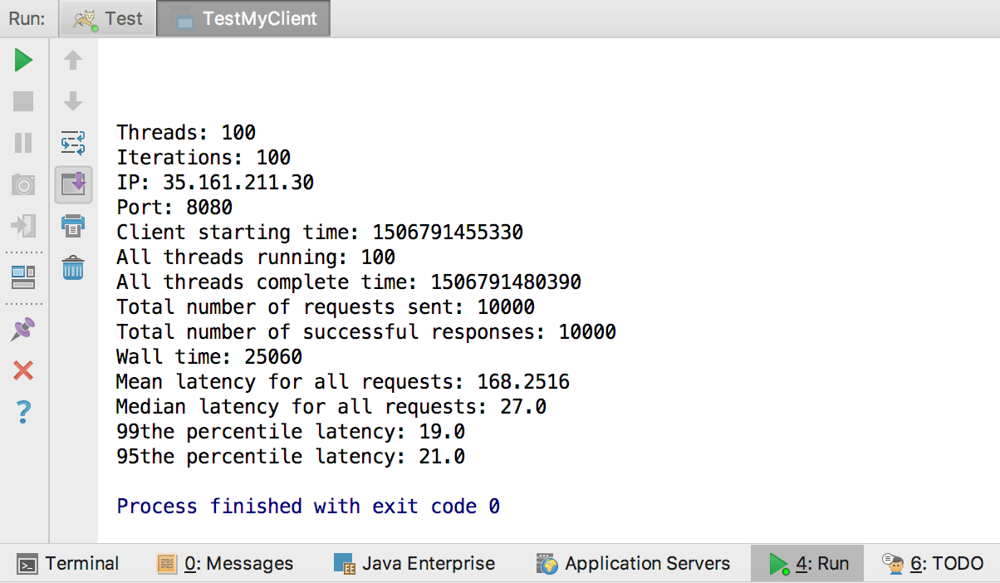 Run: Test TestMyClient
Threads: 100
Iterations: 100
IP: 35.161.211.30
Port: 8080
Client starting time: 1506791455330
All threads running: 100
All threads complete time: 1506791480390
Total number of requests sent: 10000
Total number of successful responses: 10000
Wall time: 25060
Mean latency for all requests: 168.2516
Median latency for all requests: 27.0
99the percentile latency: 19.0
95the percentile latency: 21.0
Process finished with exit code 0
Terminal 0: Messages Java Enterprise Application Servers 4: Run 6: TODO